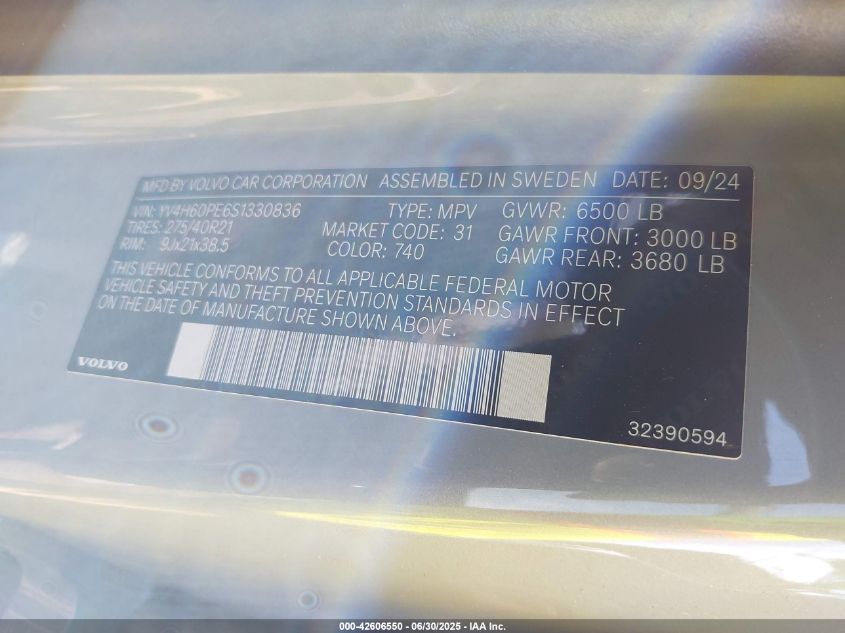 MFD BY VOLVO CAR CORPORATION ASSEMBLED IN SWEDEN DATE: 09/24
VIN: YV4H60PE6S1330836 TYPE: MPV GVWR: 6500 LB
TIRES: 275/40R21 MARKET CODE: 31 GAWR FRONT: 3000 LB
RIM: 9Jx21x38.5 COLOR: 740 GAWR REAR: 3680 LB
THIS VEHICLE CONFORMS TO ALL APPLICABLE FEDERAL MOTOR
VEHICLE SAFETY AND THEFT PREVENTION STANDARDS IN EFFECT
ON THE DATE OF MANUFACTURE SHOWN ABOVE.
VOLVO
32390594
000-42606550 - 06/30/2025 - IAA Inc.